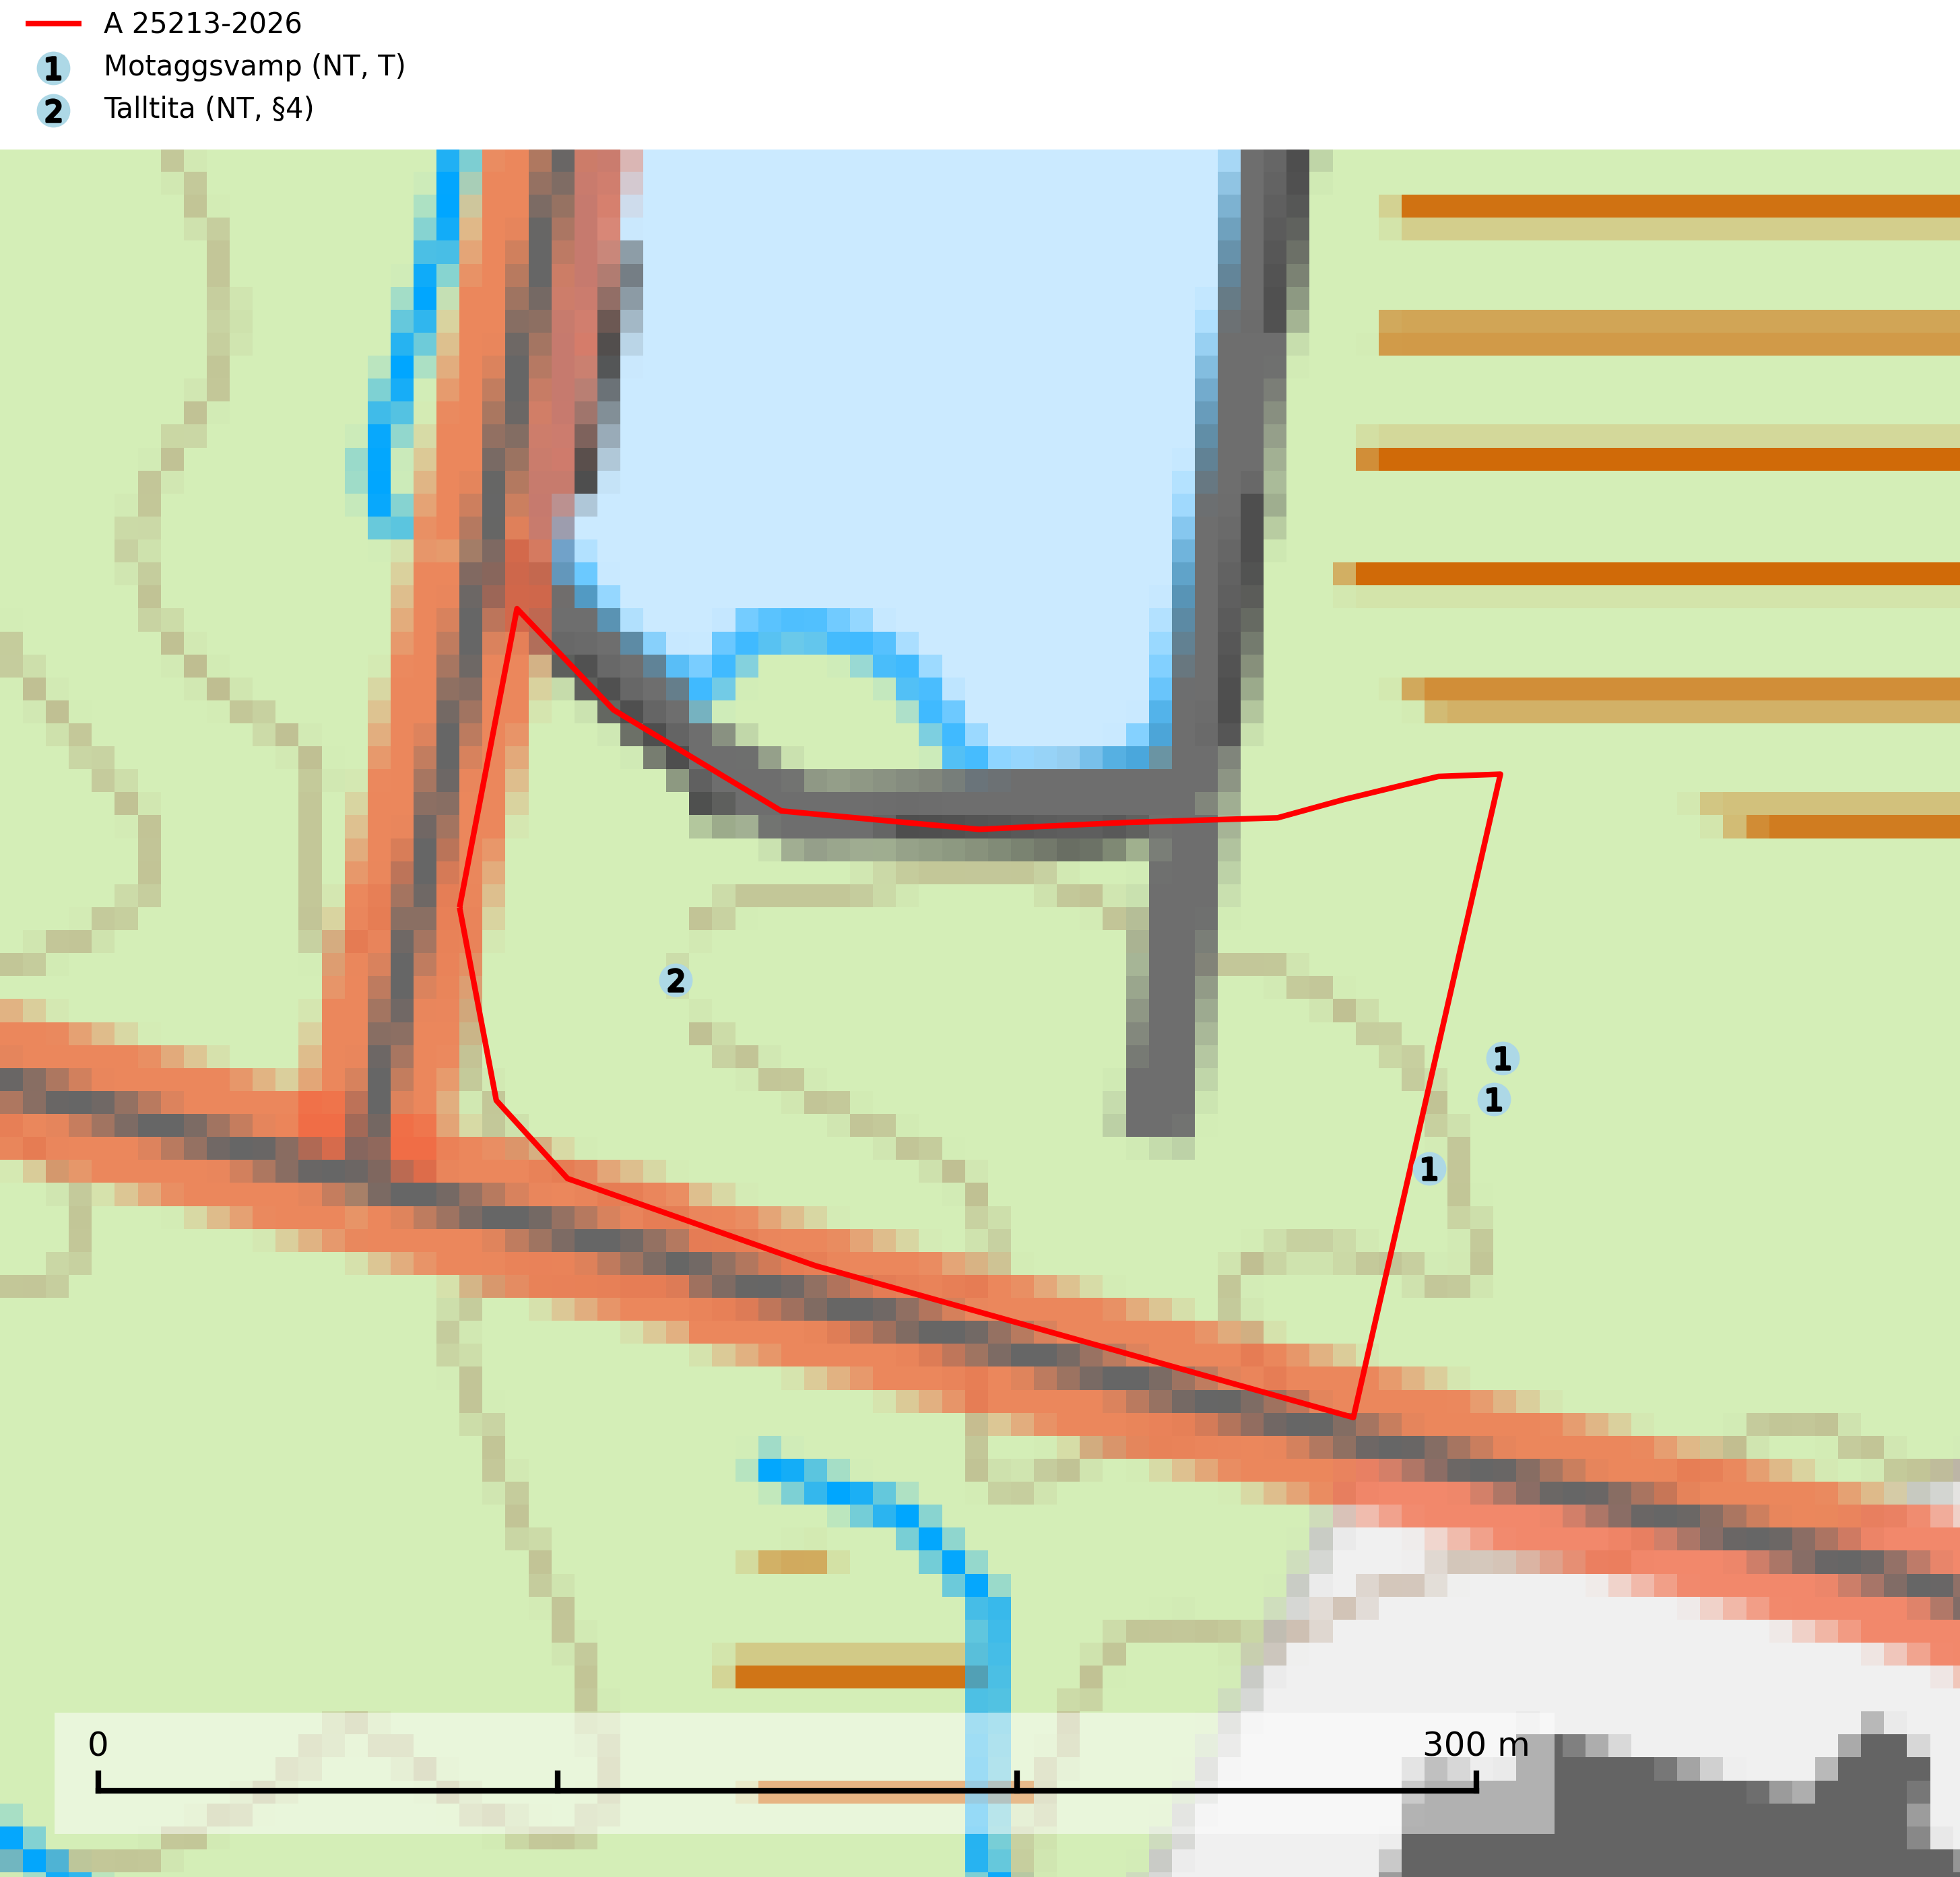 A 25213-2026
1 Motaggsvamp (NT, T)
2 Talltita (NT, §4)
2
1
1
1
0 300 m